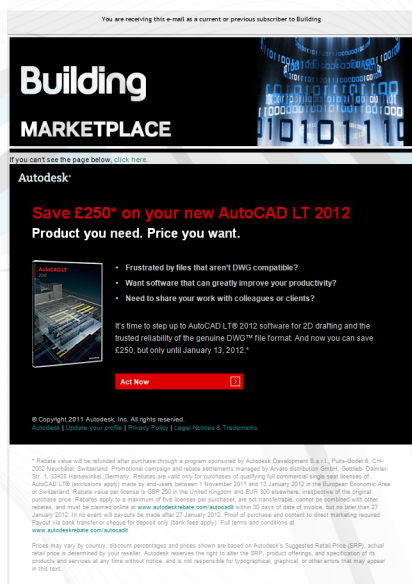 You are receiving this e-mail as a current or previous subscriber to Building
Building
MARKETPLACE
If you can't see the page below, click here.
Autodesk®
Save £250* on your new AutoCAD LT 2012
Product you need. Price you want.
AutoCAD LT
2012
• Frustrated by files that aren't DWG compatible?
• Want software that can greatly improve your productivity?
• Need to share your work with colleagues or clients?
It's time to step up to AutoCAD LT® 2012 software for 2D drafting and the
trusted reliability of the genuine DWG™ file format. And now you can save
£250, but only until January 13, 2012.*
Act Now
© Copyright 2011 Autodesk, Inc. All rights reserved.
Autodesk | Update your profile | Privacy Policy | Legal Notices & Trademarks
* Rebate value will be refunded after purchase through a program sponsored by Autodesk Development S.a.r.l., Puits-Godet 6, CH-
2002 Neuchâtel, Switzerland. Promotional campaign and rebate settlements managed by Arvato distribution GmbH, Gottlieb- Daimler-
Str. 1, 33428 Harsewinkel, Germany. Rebates are valid only for purchases of qualifying full commercial single seat licenses of
AutoCAD LT® (exclusions apply) made by end-users between 1 November 2011 and 13 January 2012 in the European Economic Area
or Switzerland. Rebate value per license is GBP 250 in the United Kingdom and EUR 300 elsewhere, irrespective of the original
purchase price. Rebates apply to a maximum of five licenses per purchaser, are not transferrable, cannot be combined with other
rebates, and must be claimed online at www.autodeskrebate.com/autocadlt within 30 days of date of invoice, but no later than 27
January 2012. In no event will payouts be made after 27 January 2012. Proof of purchase and content to direct marketing required.
Payout via bank transfer or cheque for deposit only (bank fees apply). Full terms and conditions at
www.autodeskrebate.com/autocadlt.
Prices may vary by country, discount percentages and prices shown are based on Autodesk's Suggested Retail Price (SRP), actual
retail price is determined by your reseller. Autodesk reserves the right to alter the SRP, product offerings, and specification of its
products and services at any time without notice, and is not responsible for typographical, graphical, or other errors that may appear
in this text.